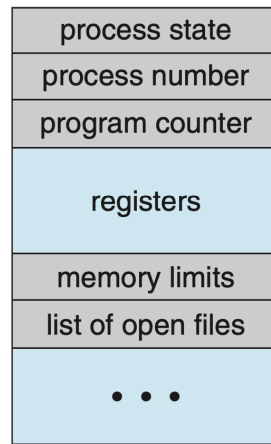 process state
process number
program counter
registers
memory limits
list of open files
• • •